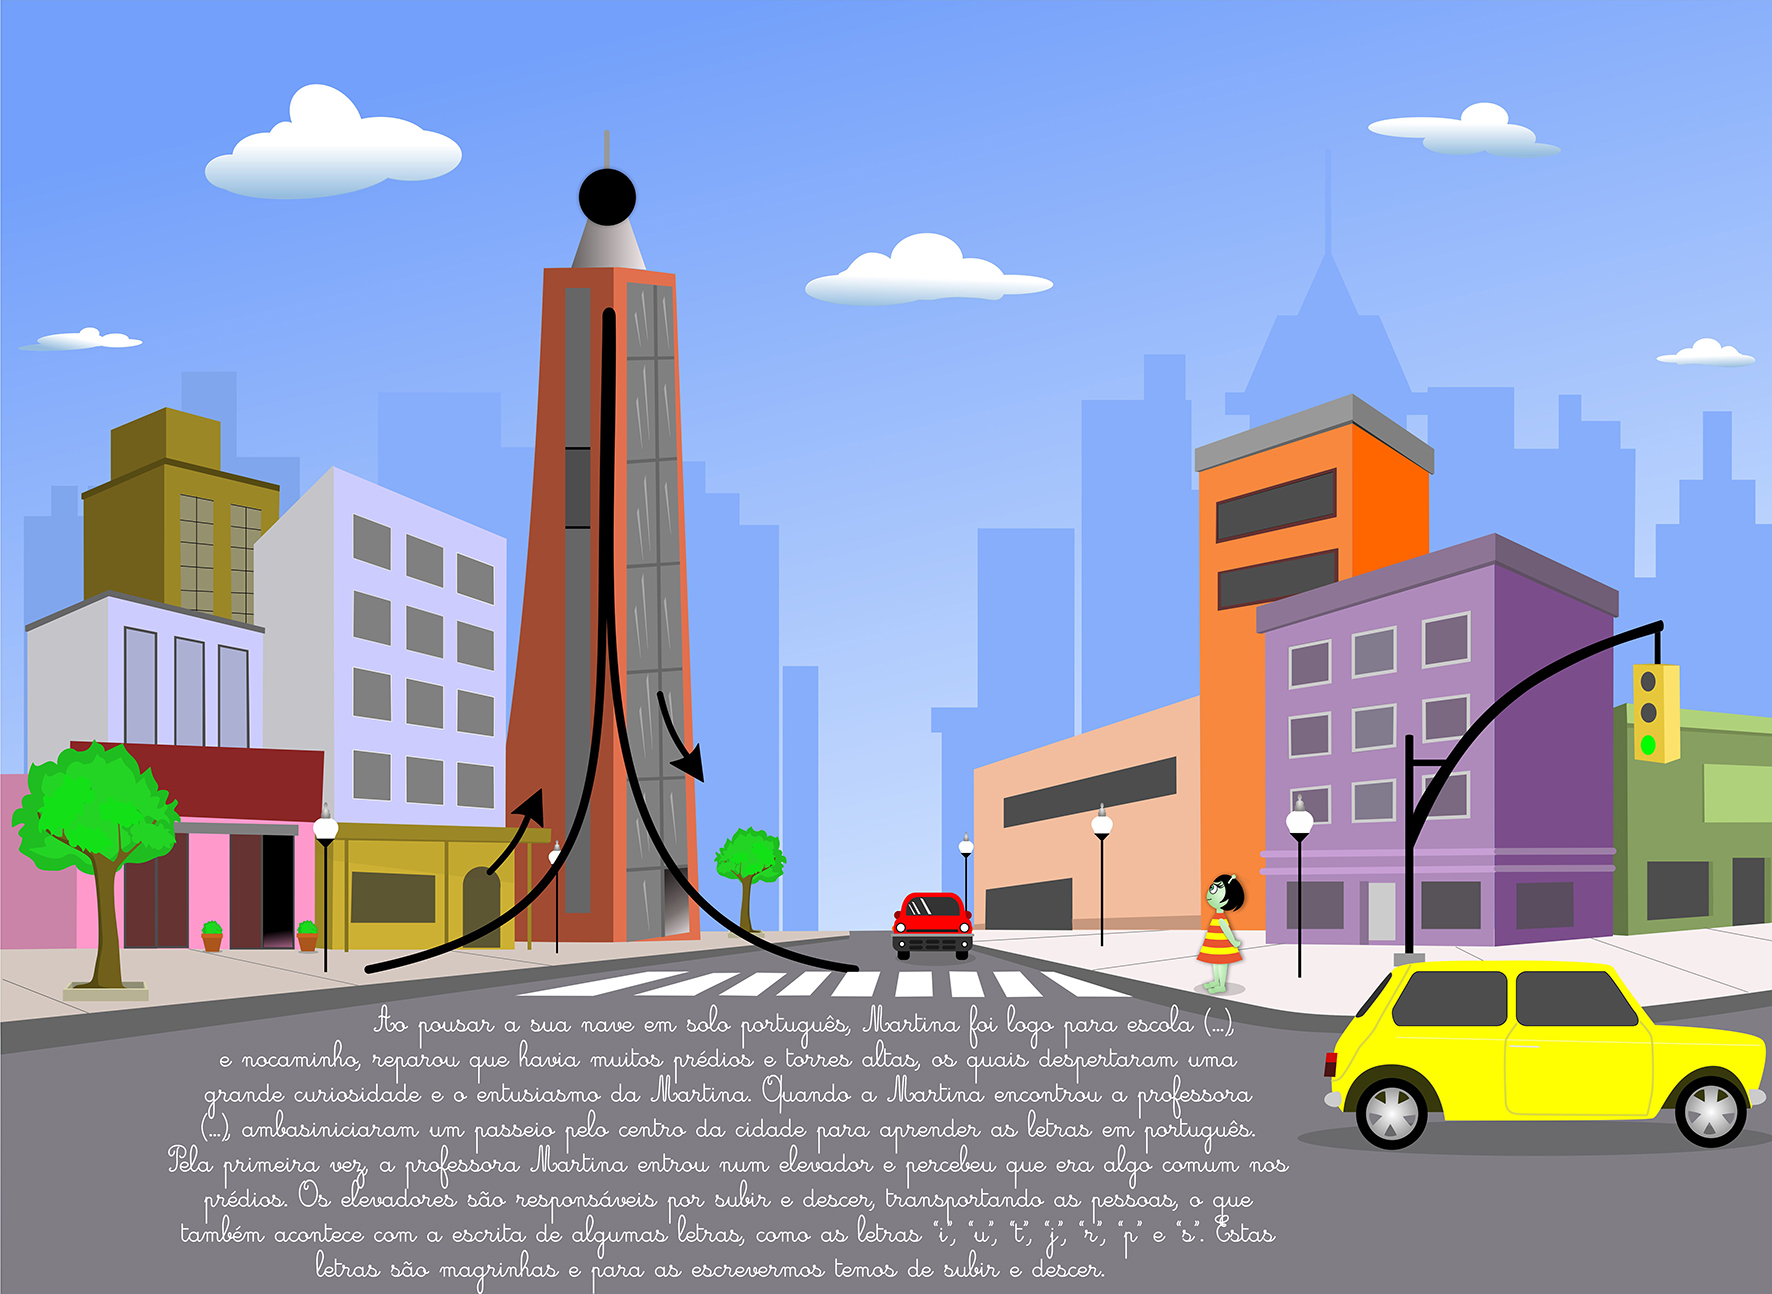 Ao pousar a sua nave em solo português, Martina foi logo para escola (...),
e nocaminho, reparou que havia muitos prédios e torres altas, os quais despertaram uma
grande curiosidade e o entusiasmo da Martina. Quando a Martina encontrou a professora
(...), ambasiniciaram um passeio pelo centro da cidade para aprender as letras em português.
Pela primeira vez, a professora Martina entrou num elevador e percebeu que era algo comum nos
prédios. Os elevadores são responsáveis por subir e descer, transportando as pessoas, o que
também acontece com a escrita de algumas letras, como as letras “i”, “u”, “t”, “j”, “r”, “p” e “s”. Estas
letras são magrinhas e para as escrevermos temos de subir e descer.